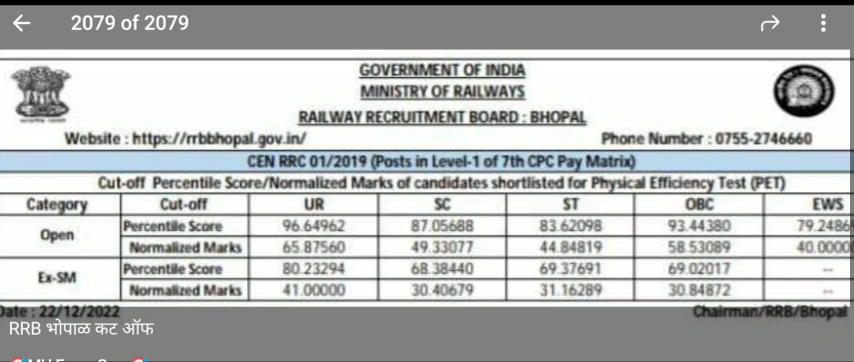 2079 of 2079
GOVERNMENT OF INDIA
MINISTRY OF RAILWAYS
RAILWAY RECRUITMENT BOARD : BHOPAL
Website : https://rrbbhopal.gov.in/ Phone Number : 0755-2746660
CEN RRC 01/2019 (Posts in Level-1 of 7th CPC Pay Matrix)
Cut-off Percentile Score/Normalized Marks of candidates shortlisted for Physical Efficiency Test (PET)
Category Cut-off UR SC ST OBC EWS
Open Percentile Score 96.64962 87.05688 83.62098 93.44380 79.2486
Normalized Marks 65.87560 49.33077 44.84819 58.53089 40.0000
Ex-SM Percentile Score 80.23294 68.38440 69.37691 69.02017 --
Normalized Marks 41.00000 30.40679 31.16289 30.84872 --
Date : 22/12/2022 Chairman/RRB/Bhopal
RRB भोपाळ कट ऑफ